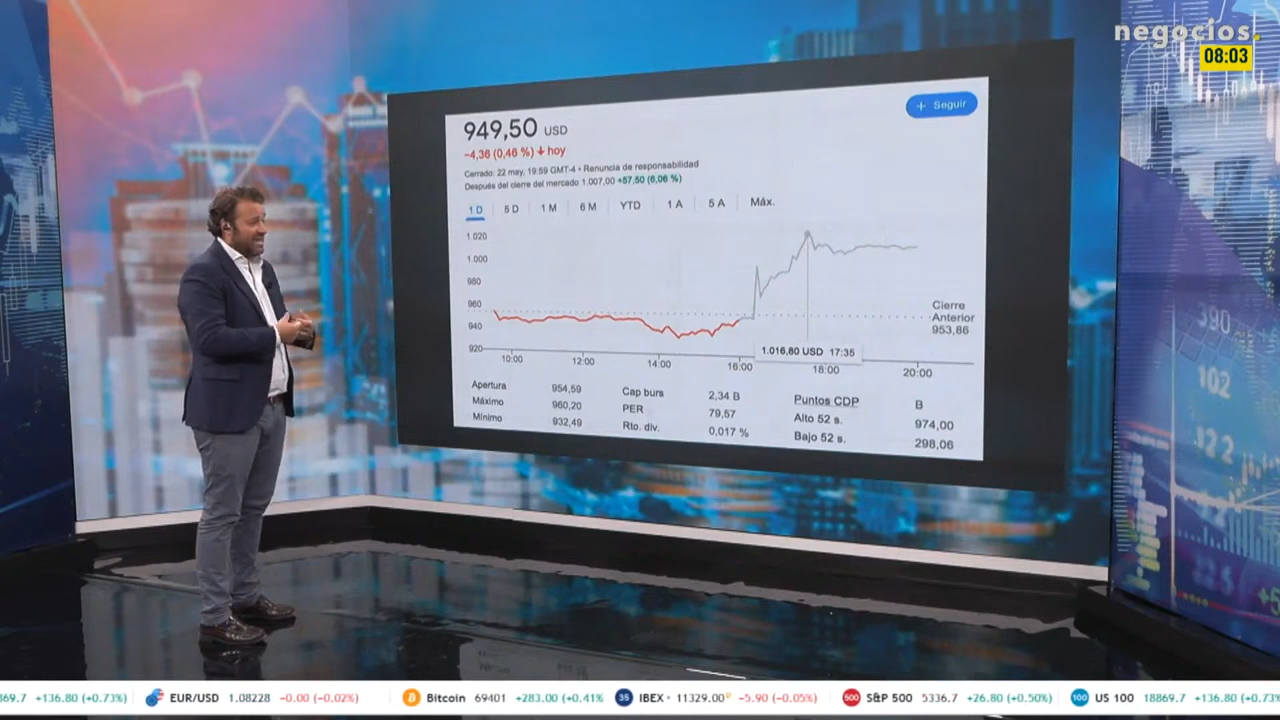 negocios.
08:03
+ Seguir
949,50 USD
−4,36 (0,46 %) ↓ hoy
Cerrado: 22 may, 19:59 GMT-4 • Renuncia de responsabilidad
Después del cierre del mercado 1.007,00 +57,50 (6,06 %)
1 D 5 D 1 M 6 M YTD 1 A 5 A Máx.
1.020
1.000
980
960
940
920
Cierre
Anterior
953,86
1.016,80 USD 17:35
10:00 12:00 14:00 16:00 18:00 20:00
Apertura 954,59 Cap burs 2,34 B Puntos CDP B
Máximo 960,20 PER 79,57 Alto 52 s. 974,00
Mínimo 932,49 Rto. div. 0,017 % Bajo 52 s. 298,06
390
102
12.2
869.7 +136.80 (+0.73%) EUR/USD 1.08228 −0.00 (−0.02%) Bitcoin 69401 +283.00 (+0.41% 35 IBEX 11329.00 −5.90 (−0.05%) 500 S&P 500 5336.7 +26.80 (+0.50%) 100 US 100 18869.7 +136.80 (+0.73%